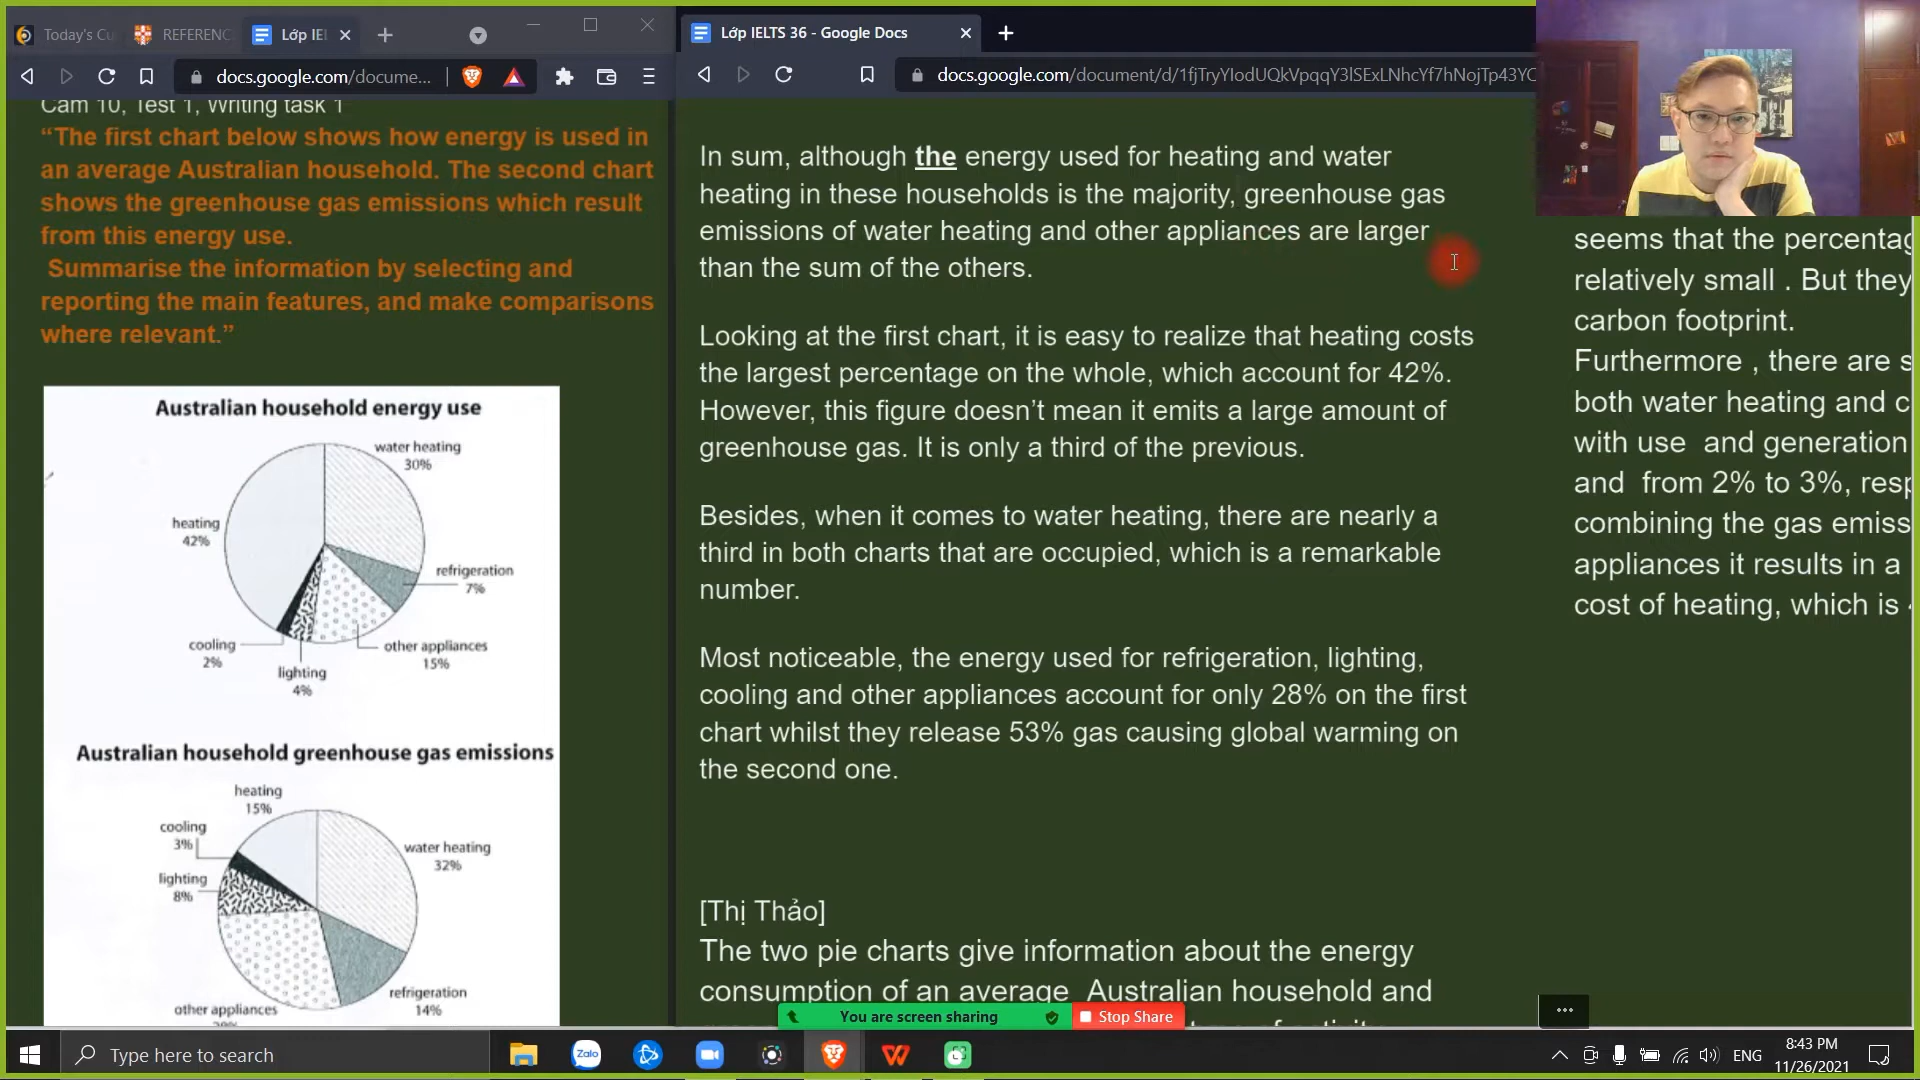 Today's Cu
REFERENC
Lớp IEL
docs.google.com/docume...
Cam 10, Test 1, Writing task 1
“The first chart below shows how energy is used in
an average Australian household. The second chart
shows the greenhouse gas emissions which result
from this energy use.
Summarise the information by selecting and
reporting the main features, and make comparisons
where relevant.”
Australian household energy use
water heating
30%
heating
42%
refrigeration
7%
cooling
2%
other appliances
15%
lighting
4%
Australian household greenhouse gas emissions
heating
15%
cooling
3%
water heating
32%
lighting
8%
refrigeration
14%
other appliances
Lớp IELTS 36 - Google Docs
docs.google.com/document/d/1fjTryYIodUQkVpqqY3lSExLNhcYf7hNojTp43YC
In sum, although the energy used for heating and water
heating in these households is the majority, greenhouse gas
emissions of water heating and other appliances are larger
than the sum of the others.
Looking at the first chart, it is easy to realize that heating costs
the largest percentage on the whole, which account for 42%.
However, this figure doesn’t mean it emits a large amount of
greenhouse gas. It is only a third of the previous.
Besides, when it comes to water heating, there are nearly a
third in both charts that are occupied, which is a remarkable
number.
Most noticeable, the energy used for refrigeration, lighting,
cooling and other appliances account for only 28% on the first
chart whilst they release 53% gas causing global warming on
the second one.
[Thị Thảo]
The two pie charts give information about the energy
consumption of an average Australian household and
seems that the percentag
relatively small . But they
carbon footprint.
Furthermore , there are s
both water heating and c
with use and generation
and from 2% to 3%, resp
combining the gas emiss
appliances it results in a
cost of heating, which is
You are screen sharing
Stop Share
Type here to search
Zalo
ENG
8:43 PM
11/26/2021